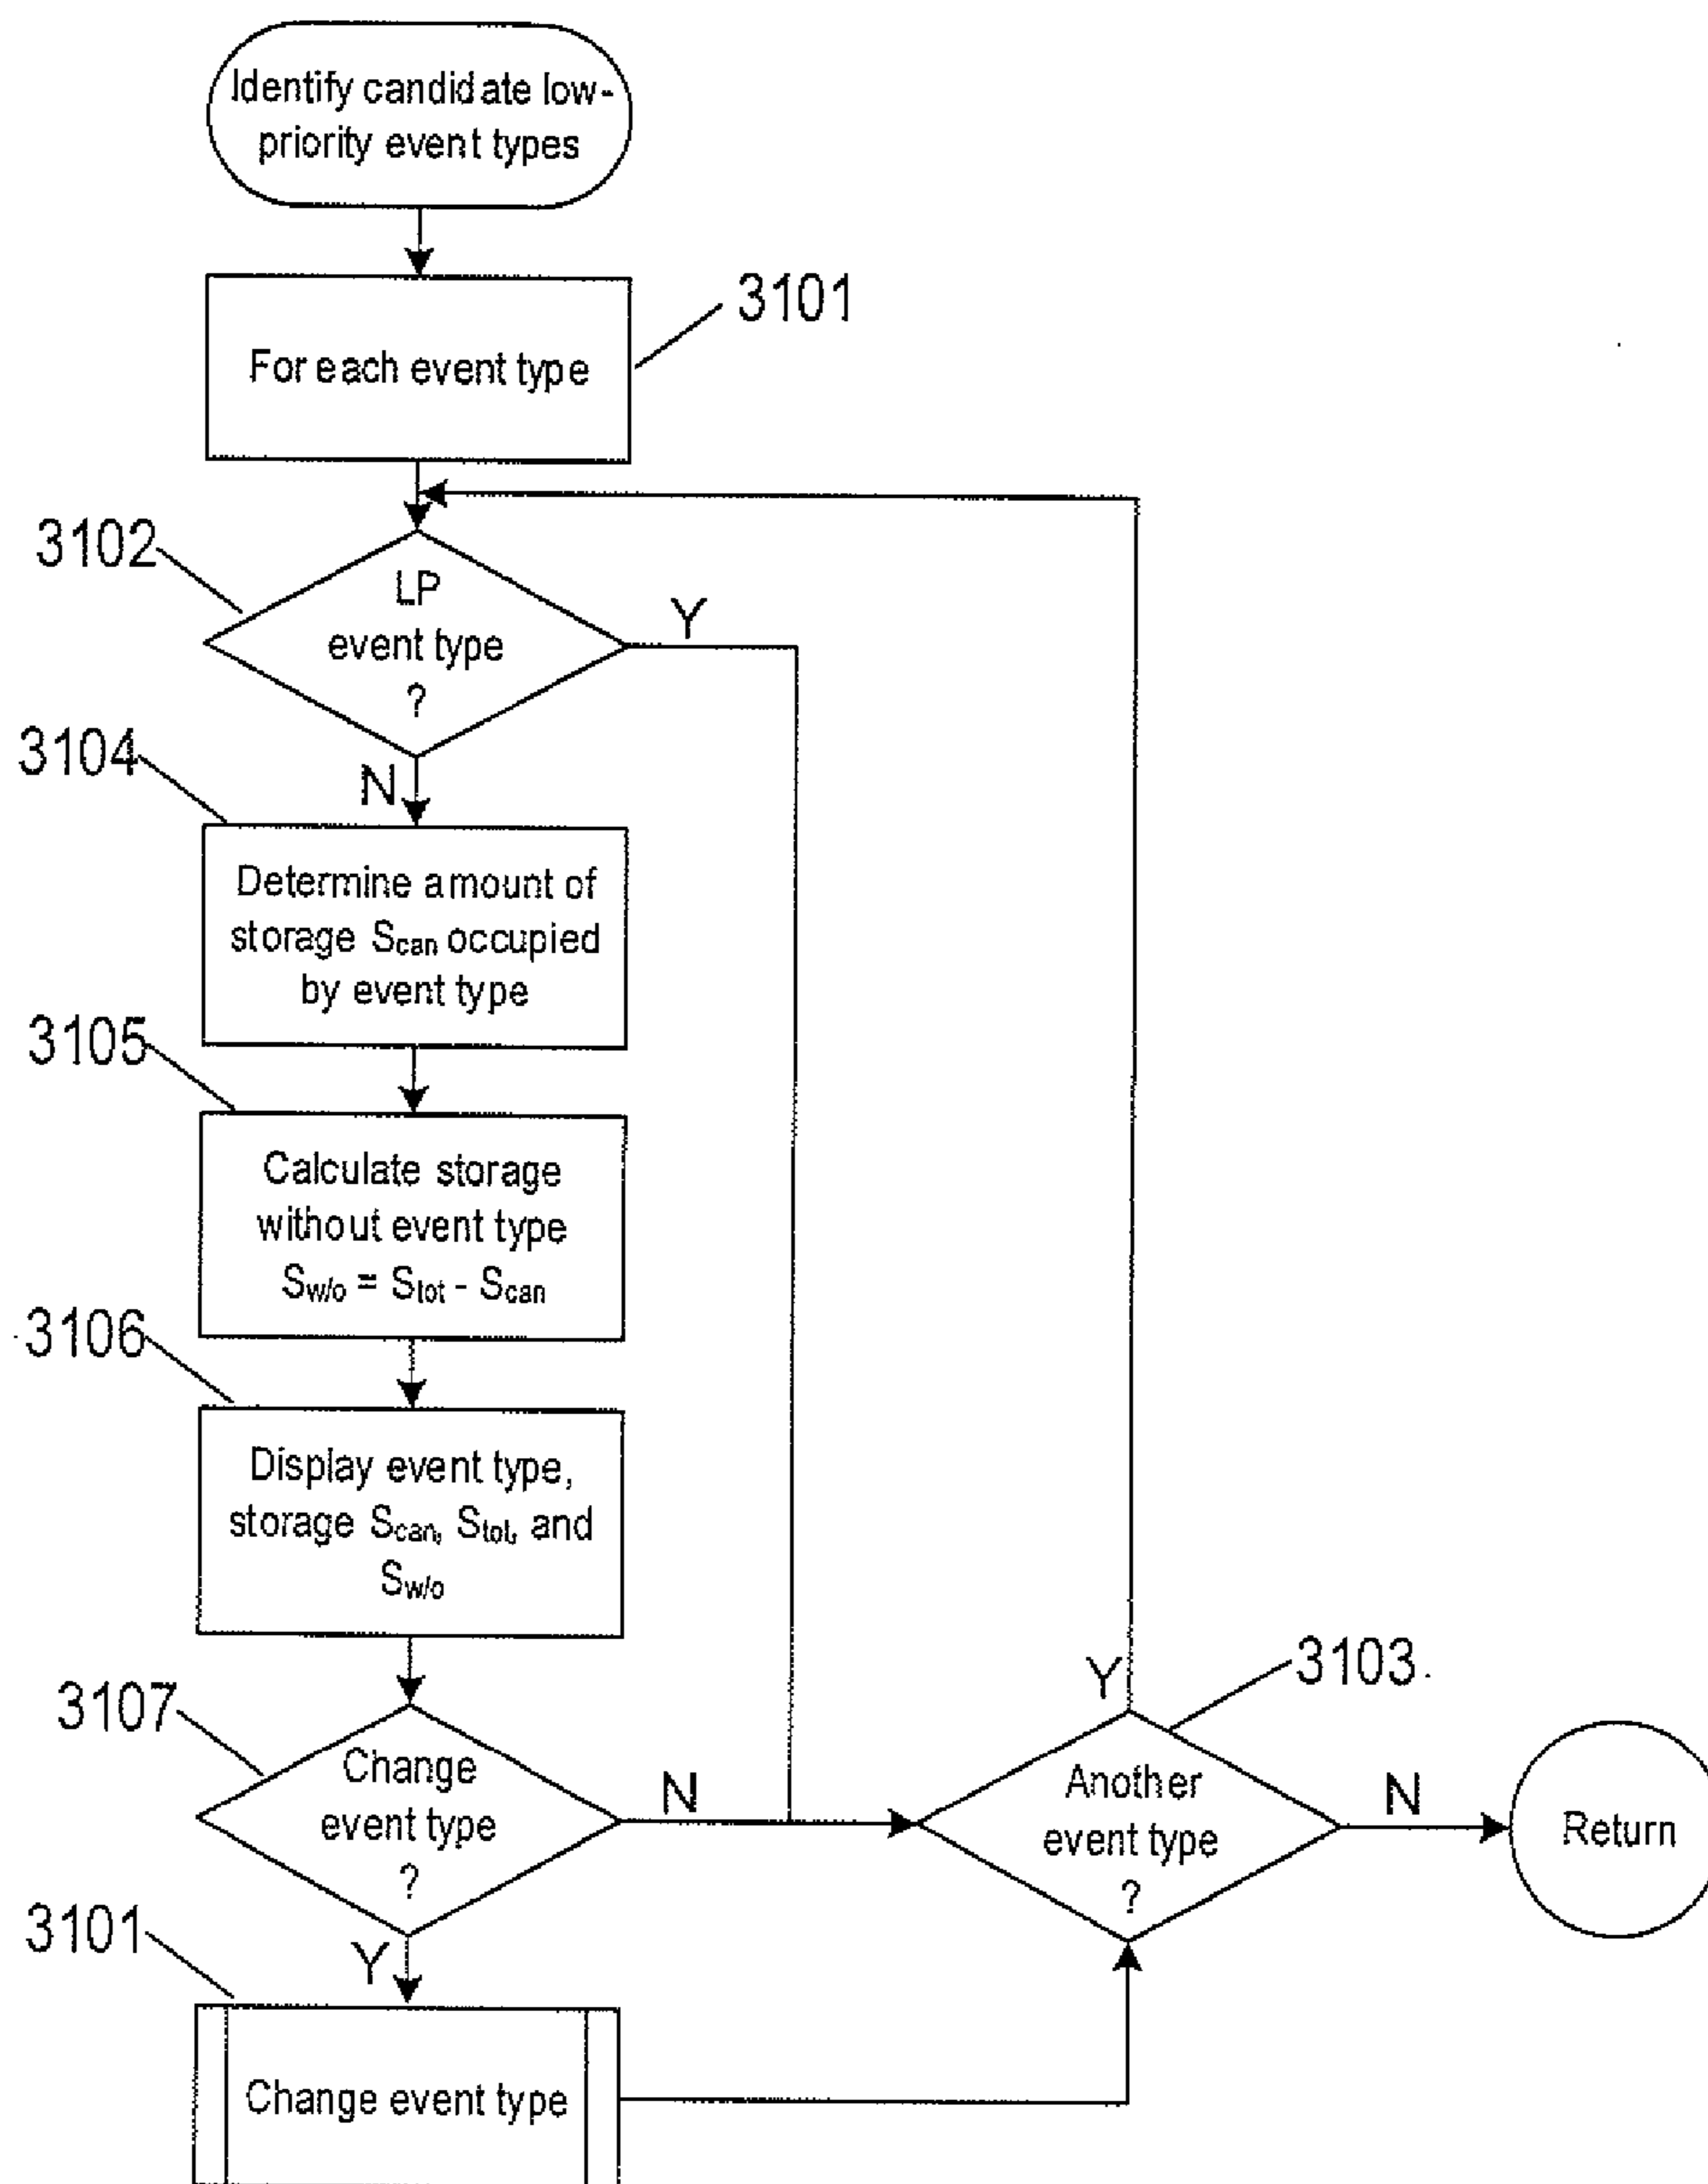 Identify candidate low-
priority event types
For each event type
3101
3102
LP
event type
?
Y
N
3104
Determine amount of
storage Scan occupied
by event type
3105
Calculate storage
without event type
Sw/o = Stot - Scan
3106
Display event type,
storage Scan, Stot, and
Sw/o
3107
Change
event type
?
N
Y
3103
Another
event type
?
Y
N
Return
3101
Change event type